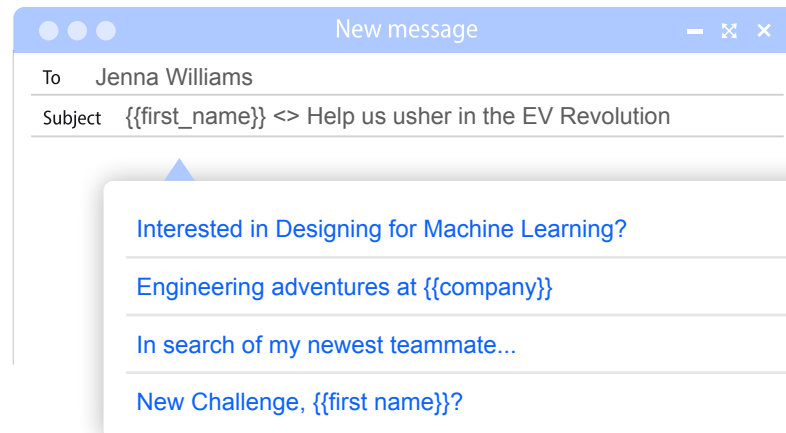 New message
To Jenna Williams
Subject {{first_name}} <> Help us usher in the EV Revolution
Interested in Designing for Machine Learning?
Engineering adventures at {{company}}
In search of my newest teammate...
New Challenge, {{first name}}?